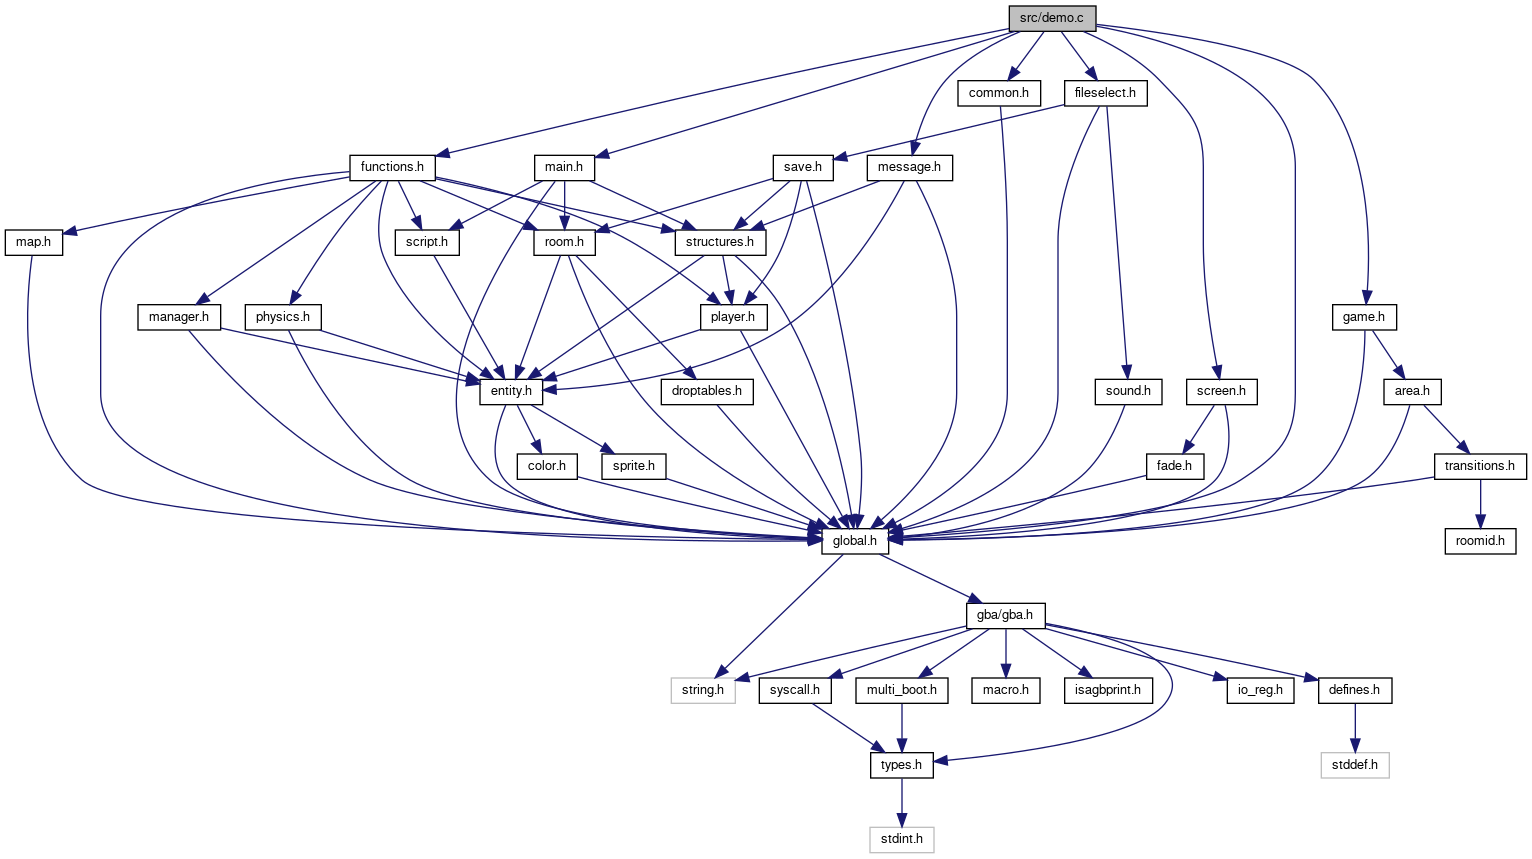 src/demo.c
common.h
fileselect.h
functions.h
main.h
save.h
message.h
map.h
script.h
room.h
structures.h
manager.h
physics.h
player.h
game.h
entity.h
droptables.h
sound.h
screen.h
area.h
color.h
sprite.h
fade.h
transitions.h
global.h
roomid.h
gba/gba.h
string.h
syscall.h
multi_boot.h
macro.h
isagbprint.h
io_reg.h
defines.h
types.h
stddef.h
stdint.h